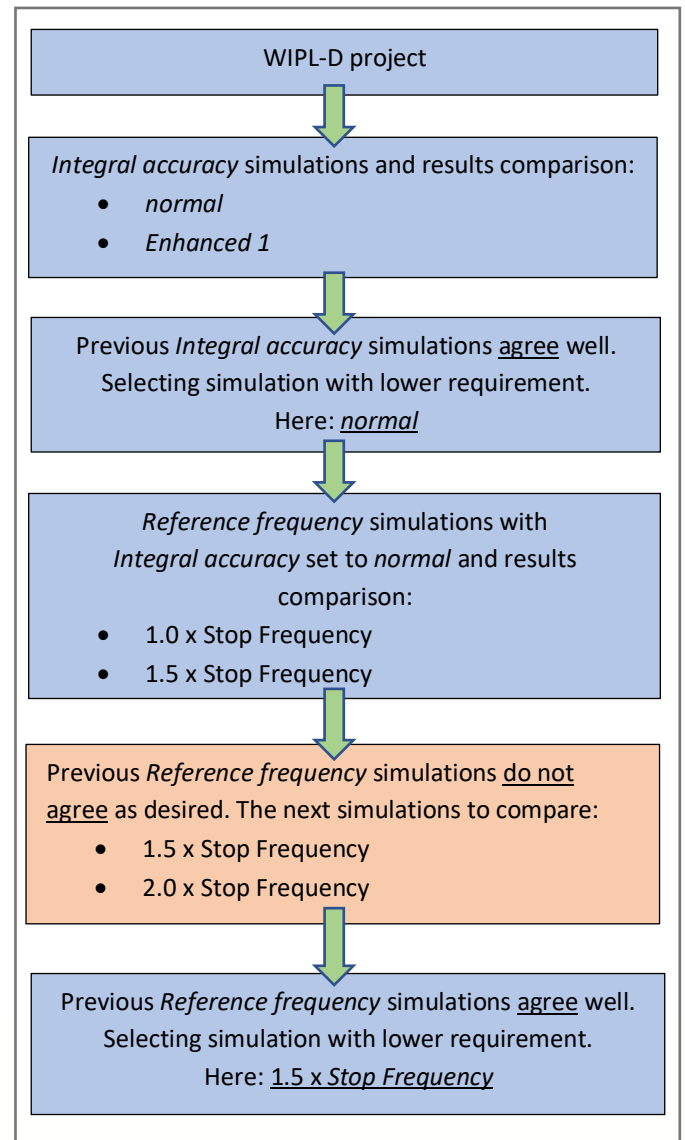 WIPL-D project
Integral accuracy simulations and results comparison:
• normal
• Enhanced 1
Previous Integral accuracy simulations agree well.
Selecting simulation with lower requirement.
Here: normal
Reference frequency simulations with
Integral accuracy set to normal and results
comparison:
• 1.0 x Stop Frequency
• 1.5 x Stop Frequency
Previous Reference frequency simulations do not
agree as desired. The next simulations to compare:
• 1.5 x Stop Frequency
• 2.0 x Stop Frequency
Previous Reference frequency simulations agree well.
Selecting simulation with lower requirement.
Here: 1.5 x Stop Frequency